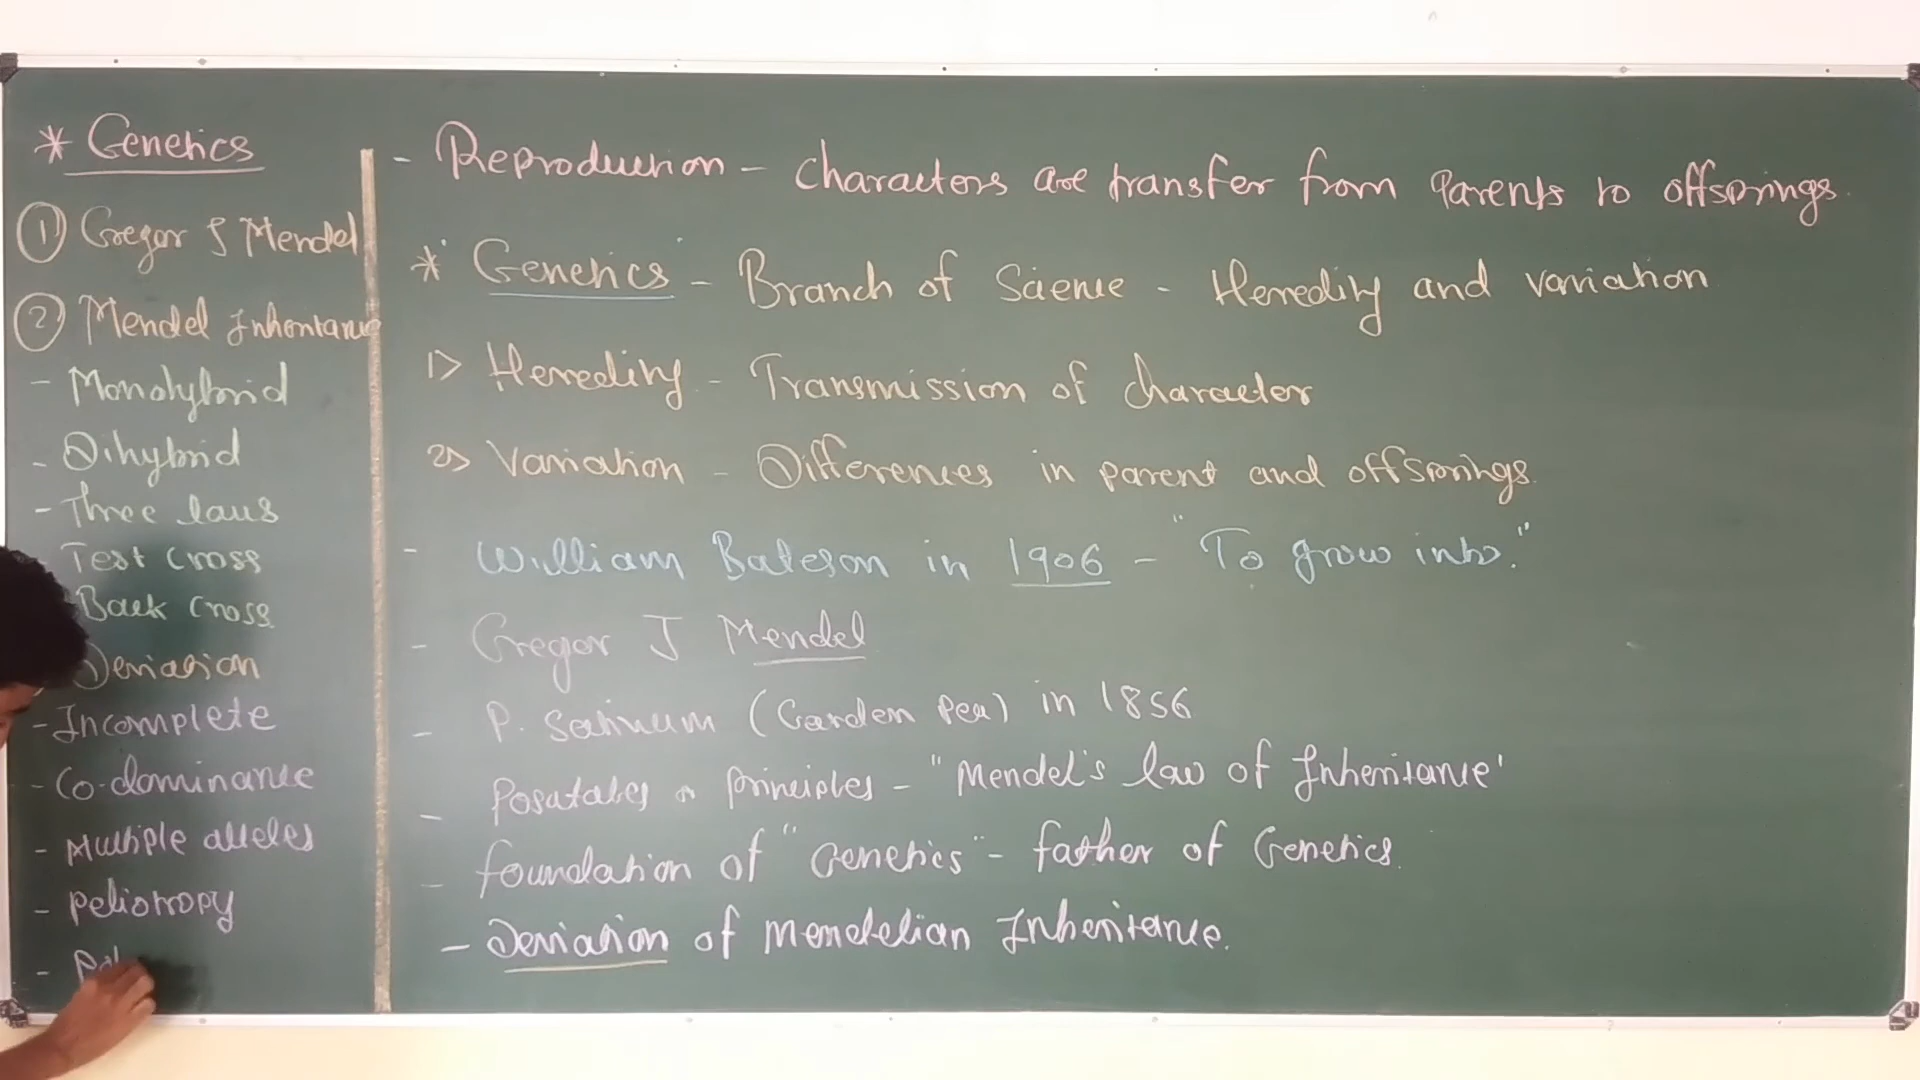 * Genetics
① Gregor J Mendel
② Mendel Inheritance
- Monohybrid
- Dihybrid
- Three laws
Test Cross
Back Cross
Deviation
- Incomplete
- Co-dominance
- Multiple alleles
- Peliotropy
- Pol
- Reproduction - characters are transfer from Parents to offsprings.
* Genetics - Branch of Science - Heredity and variation
1> Heredity - Transmission of character
2> Variation - Differences in parent and offsprings.
- William Bateson in 1906 - "To grow into."
- Gregor J Mendel
- P. sativum (Garden Pea) in 1856
- Posutates or principles - "Mendel's law of Inheritance'
- foundation of "Genetics" - father of Genetics.
- Deviation of Mendelian Inheritance.